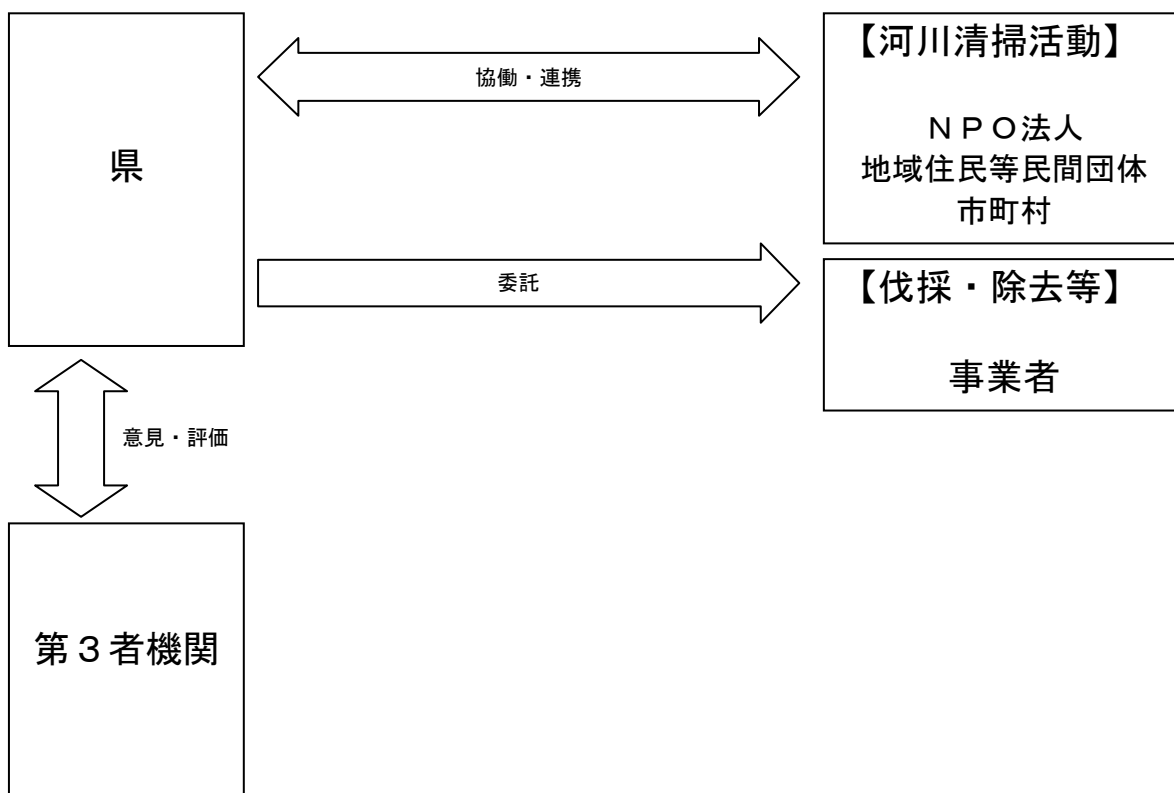 県
協働・連携
【河川清掃活動】
ＮＰＯ法人
地域住民等民間団体
市町村
委託
【伐採・除去等】
事業者
意見・評価
第３者機関